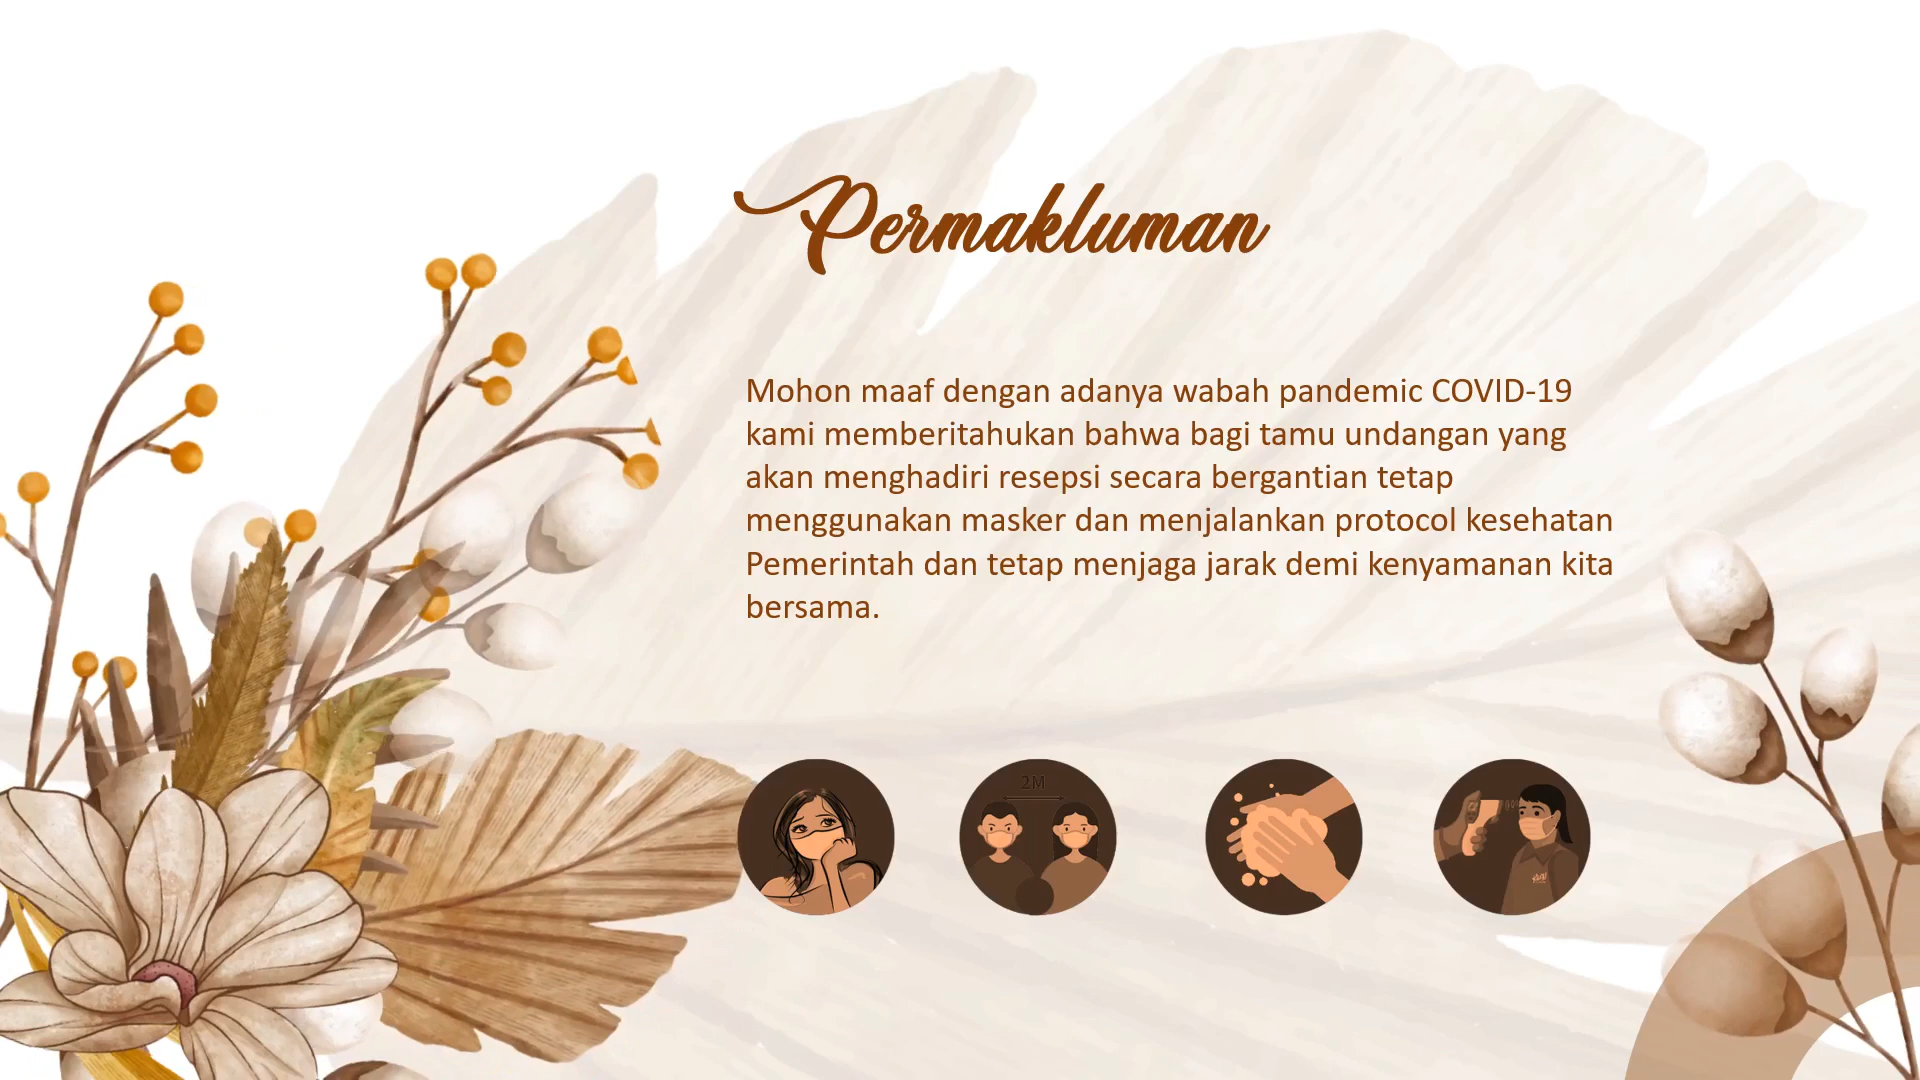 Permakluman
Mohon maaf dengan adanya wabah pandemic COVID-19
kami memberitahukan bahwa bagi tamu undangan yang
akan menghadiri resepsi secara bergantian tetap
menggunakan masker dan menjalankan protocol kesehatan
Pemerintah dan tetap menjaga jarak demi kenyamanan kita
bersama.
2M